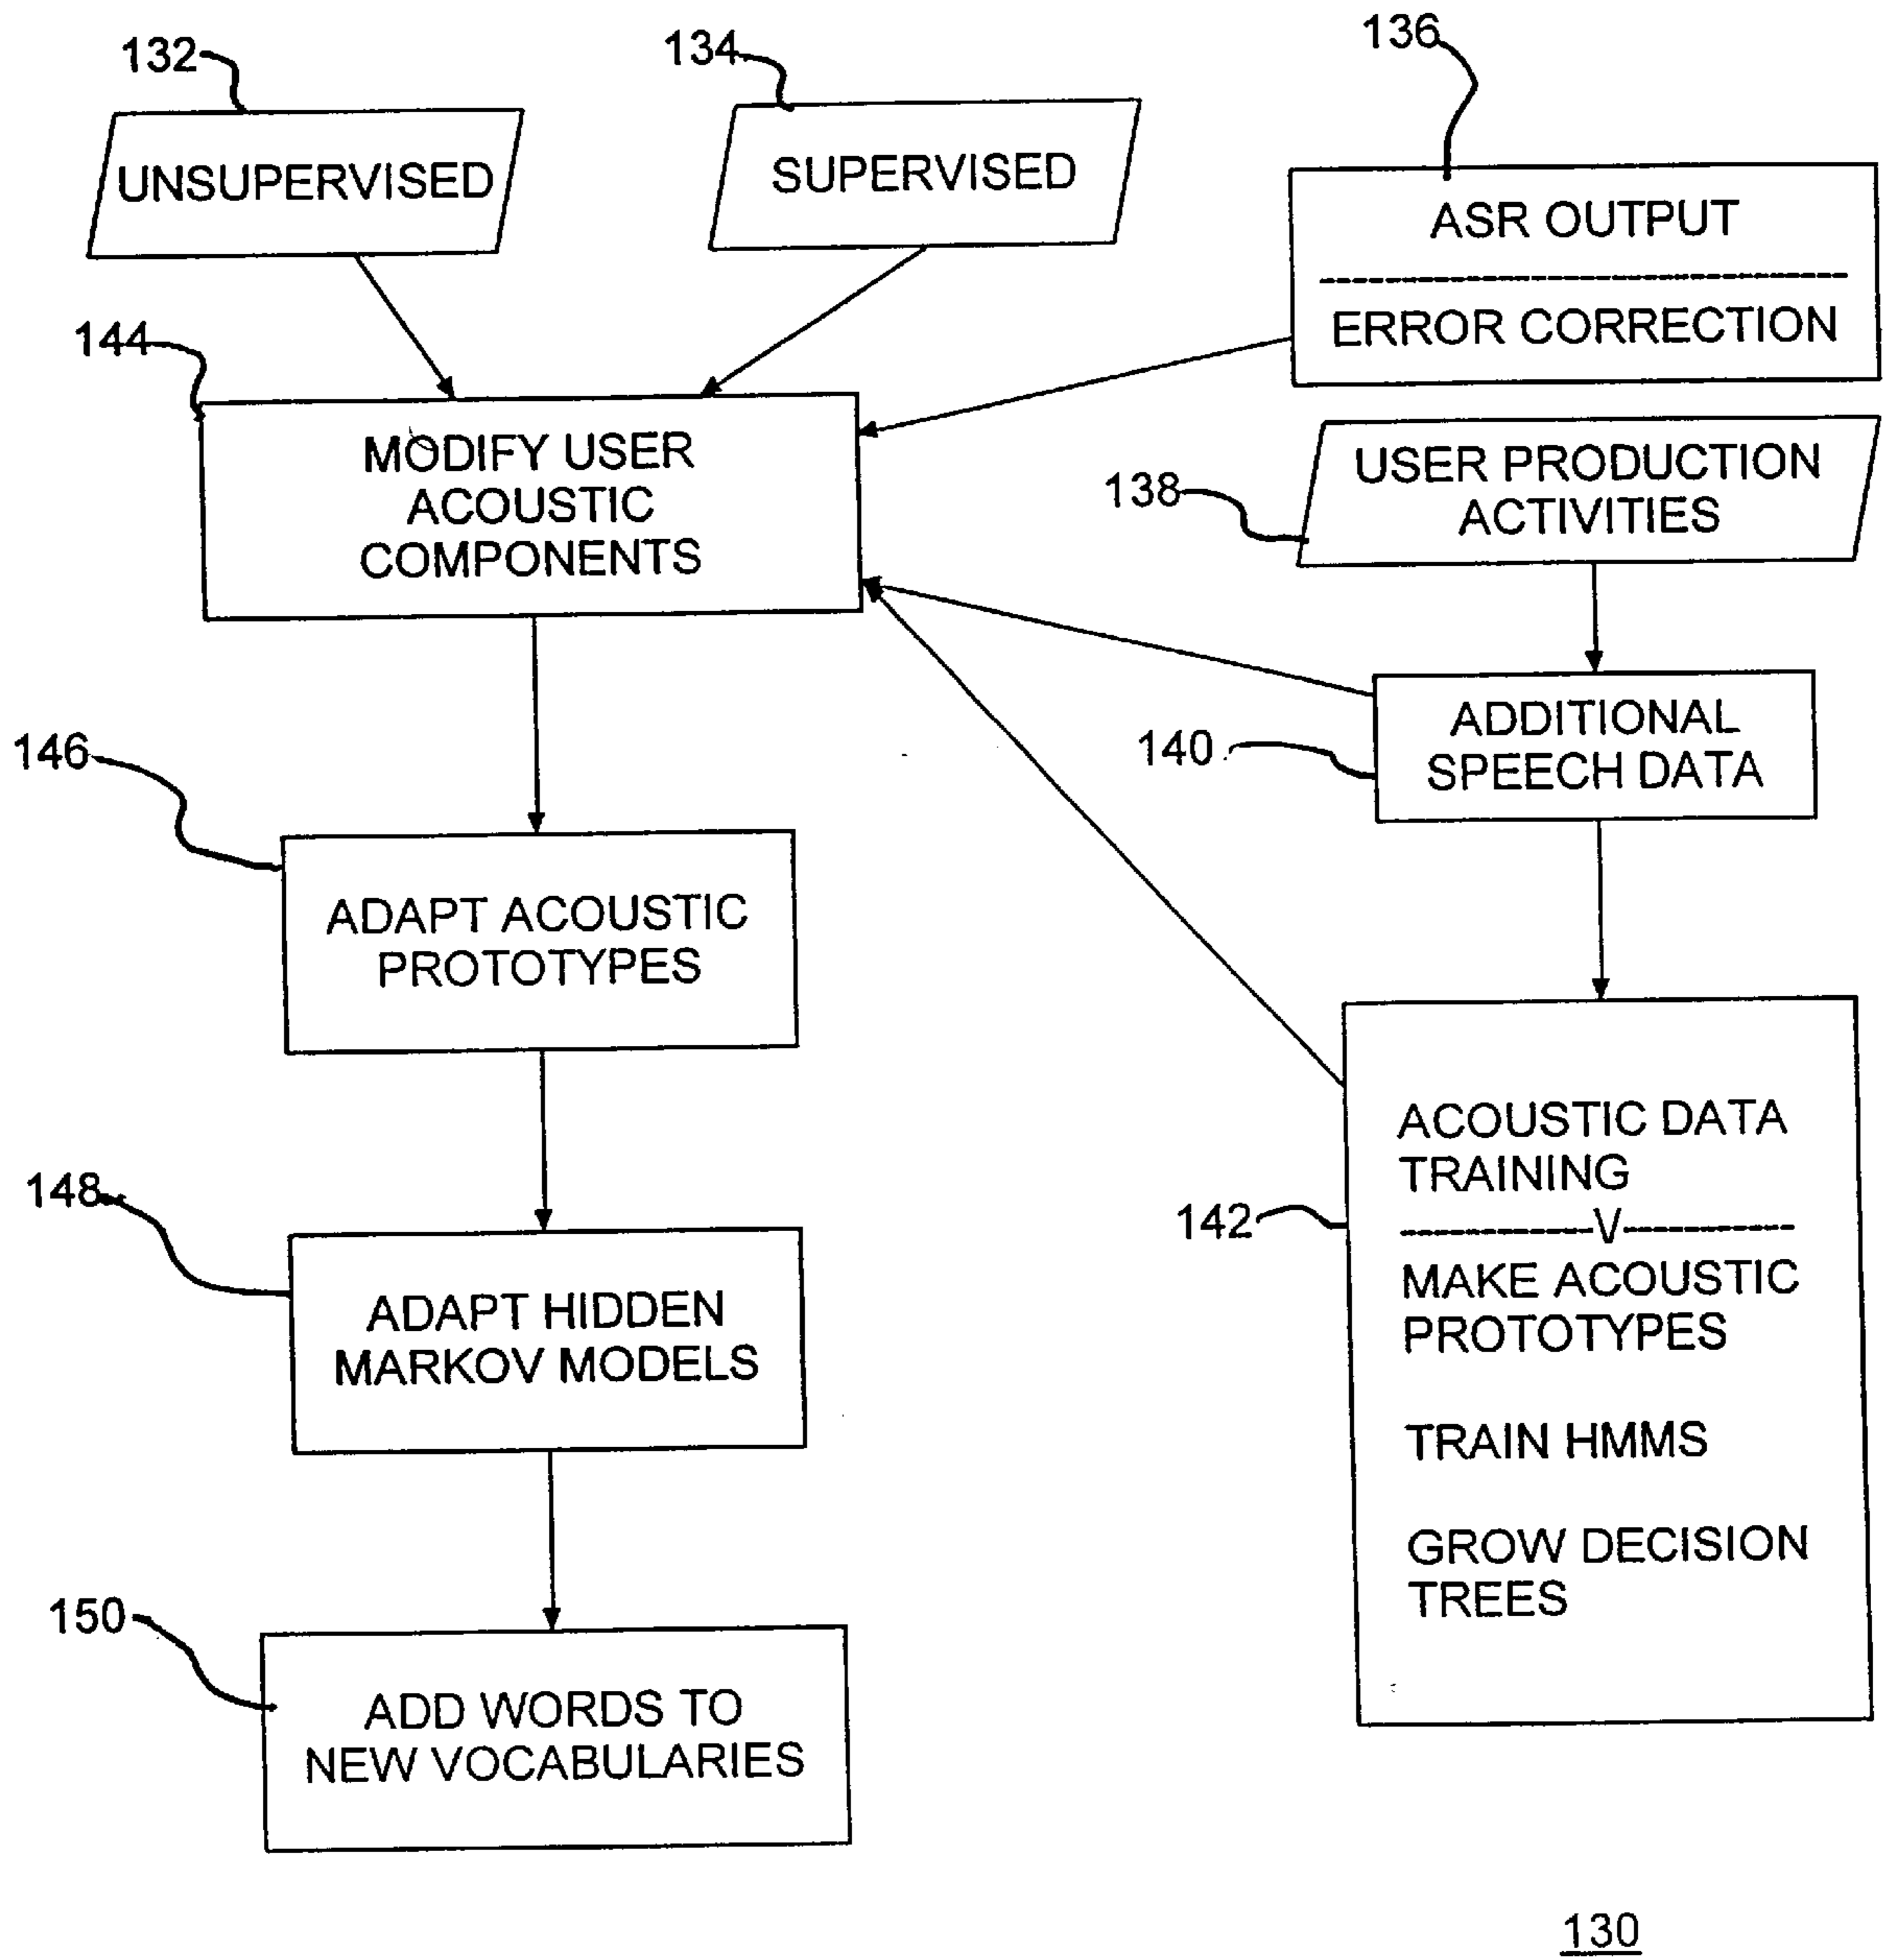 132
134
136
UNSUPERVISED
SUPERVISED
ASR OUTPUT
ERROR CORRECTION
144
MODIFY USER
ACOUSTIC
COMPONENTS
138
USER PRODUCTION
ACTIVITIES
140
ADDITIONAL
SPEECH DATA
146
ADAPT ACOUSTIC
PROTOTYPES
142
ACOUSTIC DATA
TRAINING
-----------V-----------
MAKE ACOUSTIC
PROTOTYPES
TRAIN HMMS
GROW DECISION
TREES
148
ADAPT HIDDEN
MARKOV MODELS
150
ADD WORDS TO
NEW VOCABULARIES
130